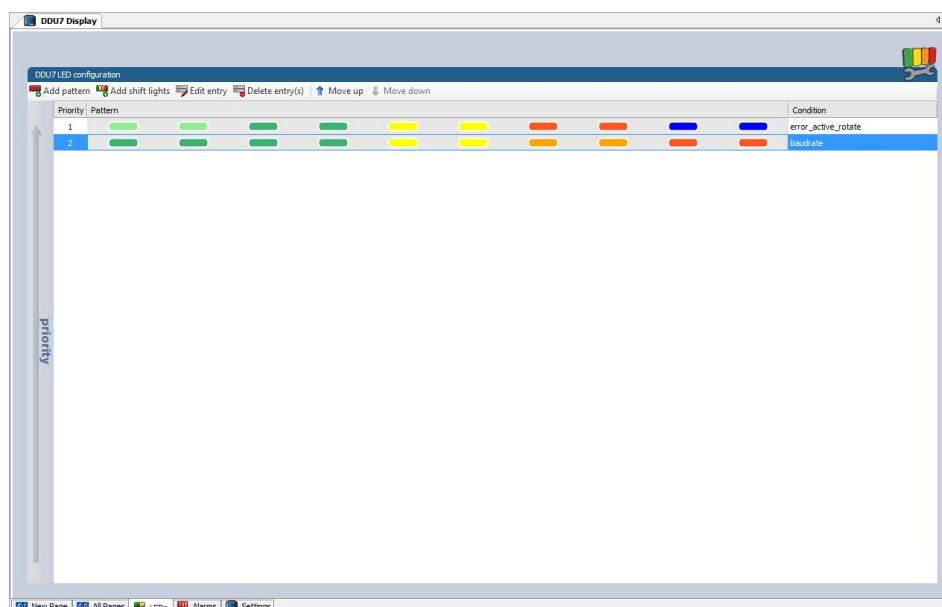 DDU7 Display
DDU7 LED configuration
Add pattern Add shift lights Edit entry Delete entry(s) Move up Move down
Priority Pattern Condition
1 error_active_rotate
2 baudrate
priority
New Page All Pages LEDs Alarms Settings